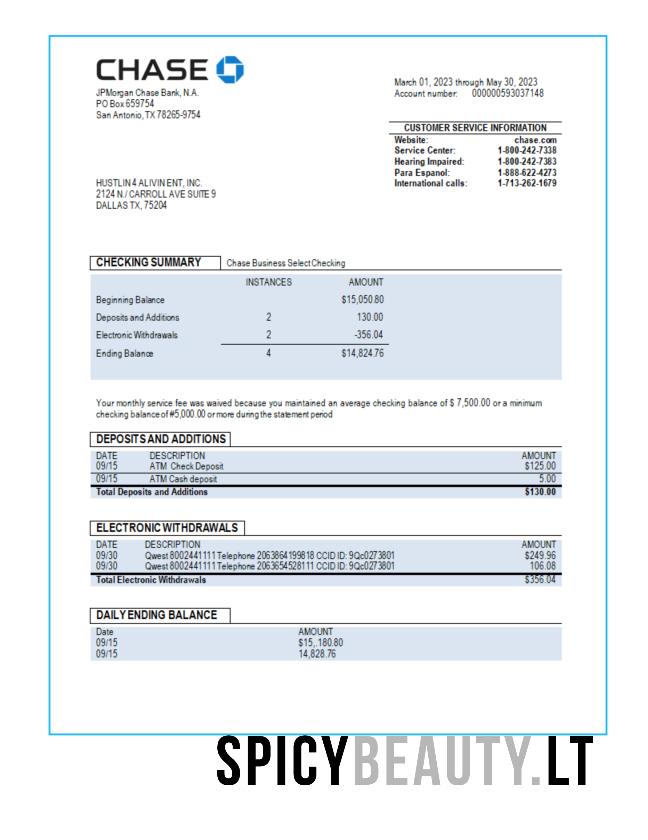 CHASE
JPMorgan Chase Bank, N.A.
PO Box 659754
San Antonio, TX 78265-9754
March 01, 2023 through May 30, 2023
Account number: 000000593037148
CUSTOMER SERVICE INFORMATION
Website: chase.com
Service Center: 1-800-242-7338
Hearing Impaired: 1-800-242-7383
Para Espanol: 1-888-622-4273
International calls: 1-713-262-1679
HUSTLIN 4 ALIVIN ENT, INC.
2124 N./ CARROLL AVE SUITE 9
DALLAS TX, 75204
CHECKING SUMMARY Chase Business Select Checking
INSTANCES AMOUNT
Beginning Balance $15,050.80
Deposits and Additions 2 130.00
Electronic Withdrawals 2 -356.04
Ending Balance 4 $14,824.76
Your monthly service fee was waived because you maintained an average checking balance of $ 7,500.00 or a minimum
checking balance of #5,000.00 or more during the statement period
DEPOSITS AND ADDITIONS
DATE DESCRIPTION AMOUNT
09/15 ATM Check Deposit $125.00
09/15 ATM Cash deposit 5.00
Total Deposits and Additions $130.00
ELECTRONIC WITHDRAWALS
DATE DESCRIPTION AMOUNT
09/30 Qwest 8002441111 Telephone 2063864199818 CCID ID: 9Qc0273801 $249.96
09/30 Qwest 8002441111 Telephone 2063654528111 CCID ID: 9Qc0273801 106.08
Total Electronic Withdrawals $356.04
DAILY ENDING BALANCE
Date AMOUNT
09/15 $15,.180.80
09/15 14,828.76
SPICYBEAUTY.LT